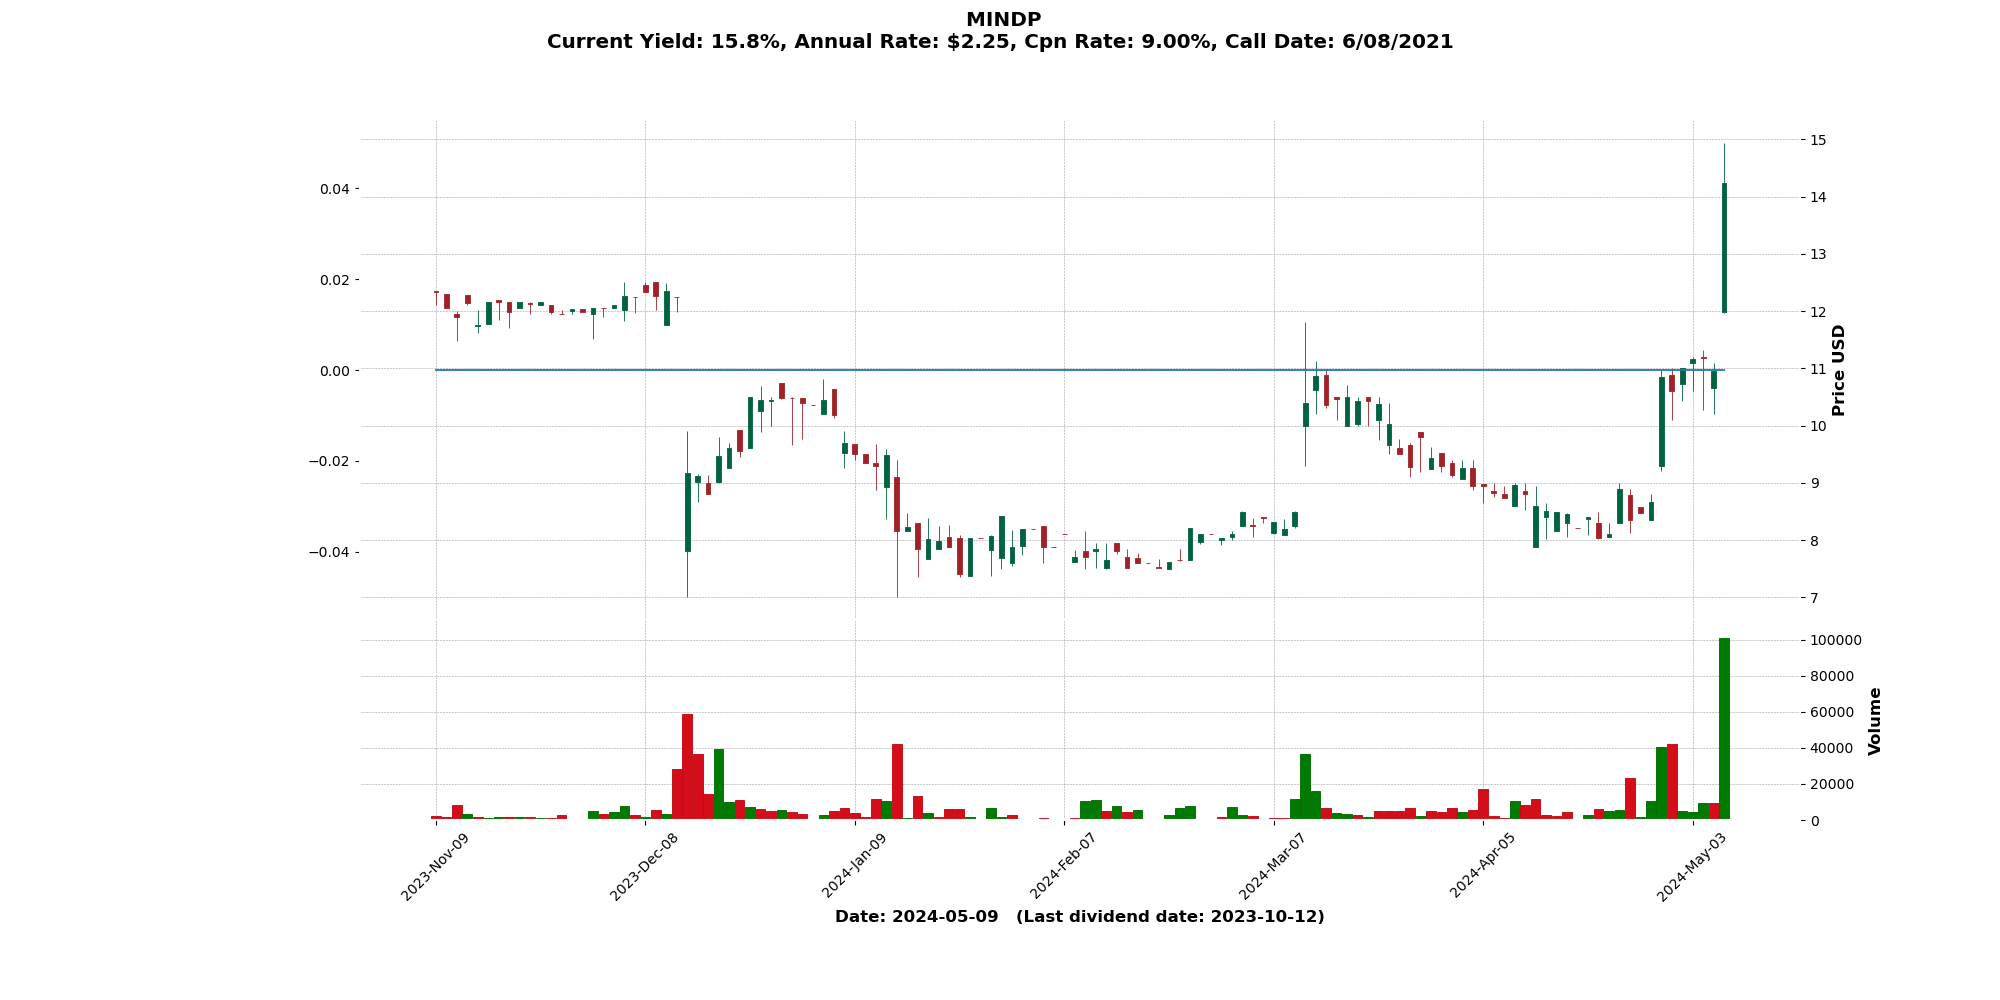 MINDP
Current Yield: 15.8%, Annual Rate: $2.25, Cpn Rate: 9.00%, Call Date: 6/08/2021
0.04
0.02
0.00
−0.02
−0.04
15
14
13
12
11
10
9
8
7
Price USD
100000
80000
60000
40000
20000
0
Volume
2023-Nov-09
2023-Dec-08
2024-Jan-09
2024-Feb-07
2024-Mar-07
2024-Apr-05
2024-May-03
Date: 2024-05-09   (Last dividend date: 2023-10-12)